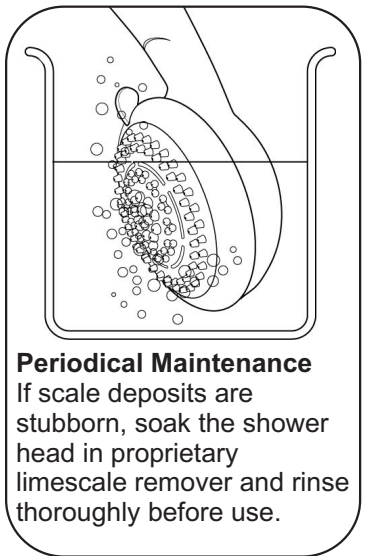 Periodical Maintenance
If scale deposits are
stubborn, soak the shower
head in proprietary
limescale remover and rinse
thoroughly before use.